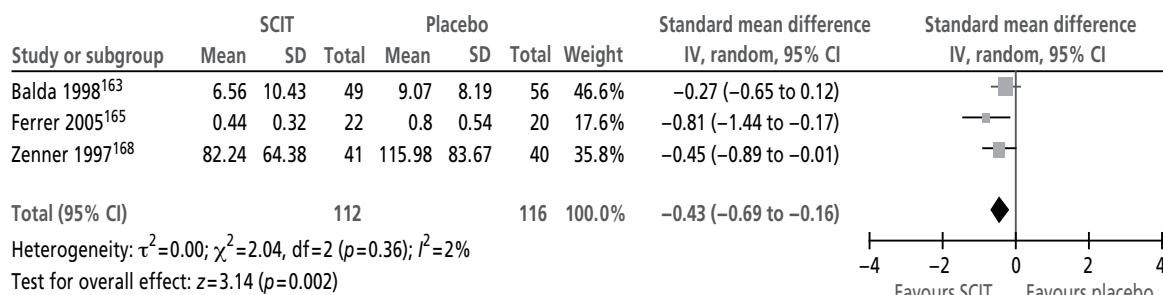 SCIT Placebo Standard mean difference Standard mean difference
Study or subgroup Mean SD Total Mean SD Total Weight IV, random, 95% CI IV, random, 95% CI
Balda 1998¹⁶³ 6.56 10.43 49 9.07 8.19 56 46.6% −0.27 (−0.65 to 0.12)
Ferrer 2005¹⁶⁵ 0.44 0.32 22 0.8 0.54 20 17.6% −0.81 (−1.44 to −0.17)
Zenner 1997¹⁶⁸ 82.24 64.38 41 115.98 83.67 40 35.8% −0.45 (−0.89 to −0.01)
Total (95% CI) 112 116 100.0% −0.43 (−0.69 to −0.16)
Heterogeneity: τ²=0.00; χ²=2.04, df=2 (p=0.36); I²=2%
Test for overall effect: z=3.14 (p=0.002)
−4 −2 0 2 4
Favours SCIT Favours placebo